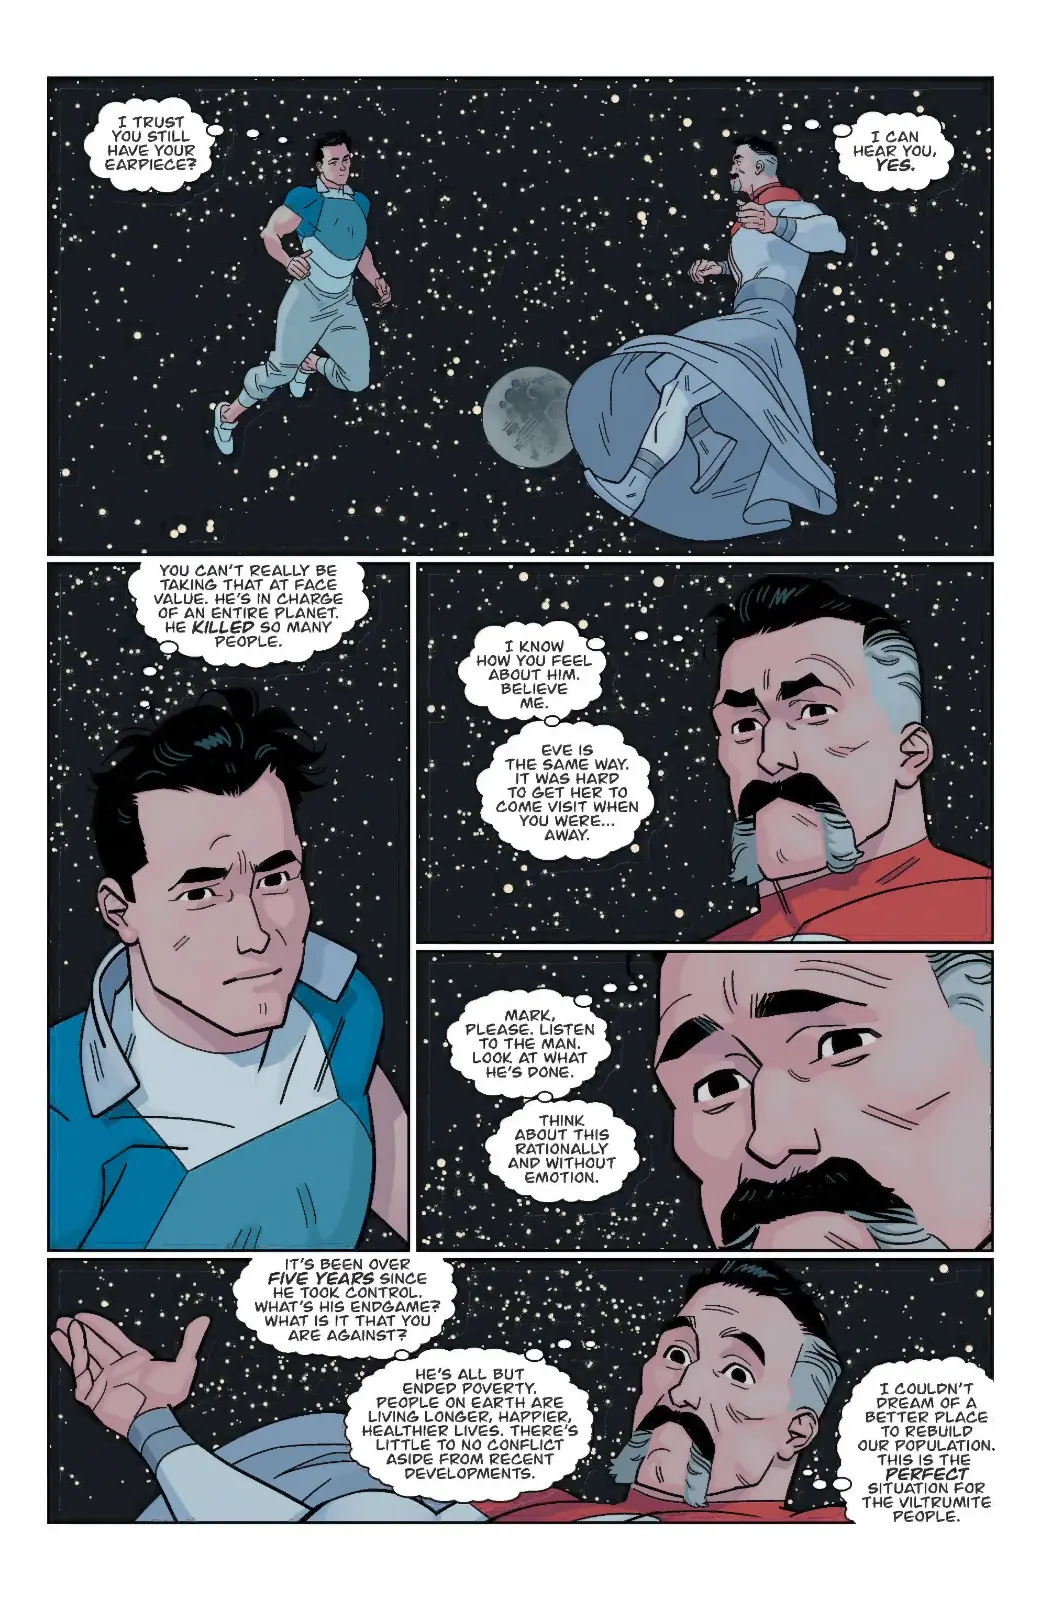 I TRUST
YOU STILL
HAVE YOUR
EARPIECE?
I CAN
HEAR YOU,
YES.
YOU CAN'T REALLY BE
TAKING THAT AT FACE
VALUE. HE'S IN CHARGE
OF AN ENTIRE PLANET.
HE KILLED SO MANY
PEOPLE.
I KNOW
HOW YOU FEEL
ABOUT HIM.
BELIEVE
ME.
EVE IS
THE SAME WAY.
IT WAS HARD
TO GET HER TO
COME VISIT WHEN
YOU WERE...
AWAY.
MARK,
PLEASE. LISTEN
TO THE MAN.
LOOK AT WHAT
HE'S DONE.
THINK
ABOUT THIS
RATIONALLY
AND WITHOUT
EMOTION.
IT'S BEEN OVER
FIVE YEARS SINCE
HE TOOK CONTROL.
WHAT'S HIS ENDGAME?
WHAT IS IT THAT YOU
ARE AGAINST?
HE'S ALL BUT
ENDED POVERTY.
PEOPLE ON EARTH ARE
LIVING LONGER, HAPPIER,
HEALTHIER LIVES. THERE'S
LITTLE TO NO CONFLICT
ASIDE FROM RECENT
DEVELOPMENTS.
I COULDN'T
DREAM OF A
BETTER PLACE
TO REBUILD
OUR POPULATION.
THIS IS THE
PERFECT
SITUATION FOR
THE VILTRUMITE
PEOPLE.